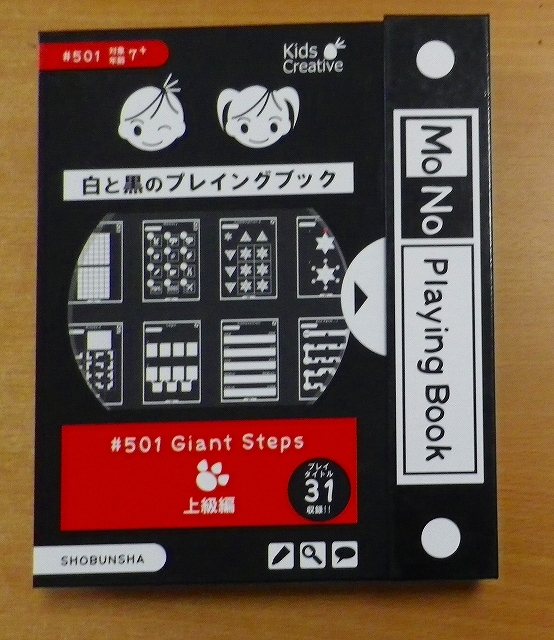 #501 対象年齢 7+
Kids
Creative
白と黒のプレイングブック
MoNo Playing Book
#501 Giant Steps
上級編
プレイ
タイトル
31
収録!!
SHOBUNSHA